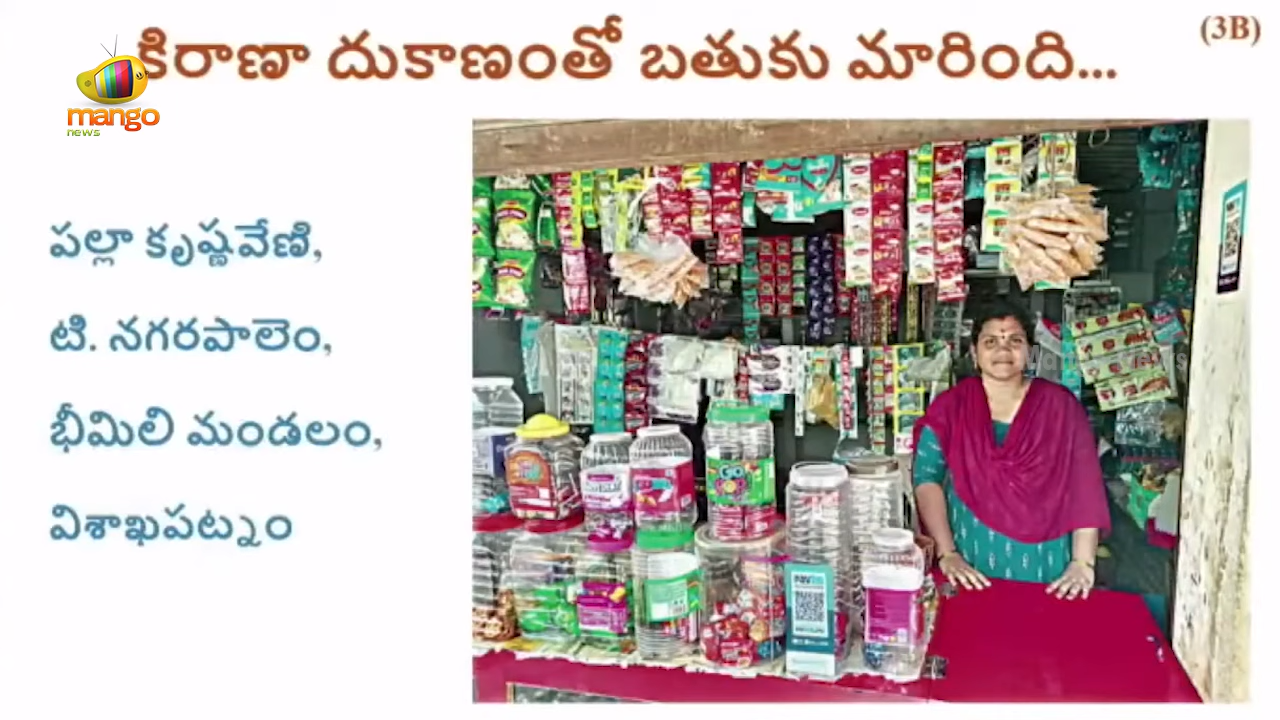 కిరాణా దుకాణంతో బతుకు మారింది...
(3B)
mango
news
పల్లా కృష్ణవేణి,
టి. నగరపాలెం,
భీమిలి మండలం,
విశాఖపట్నం